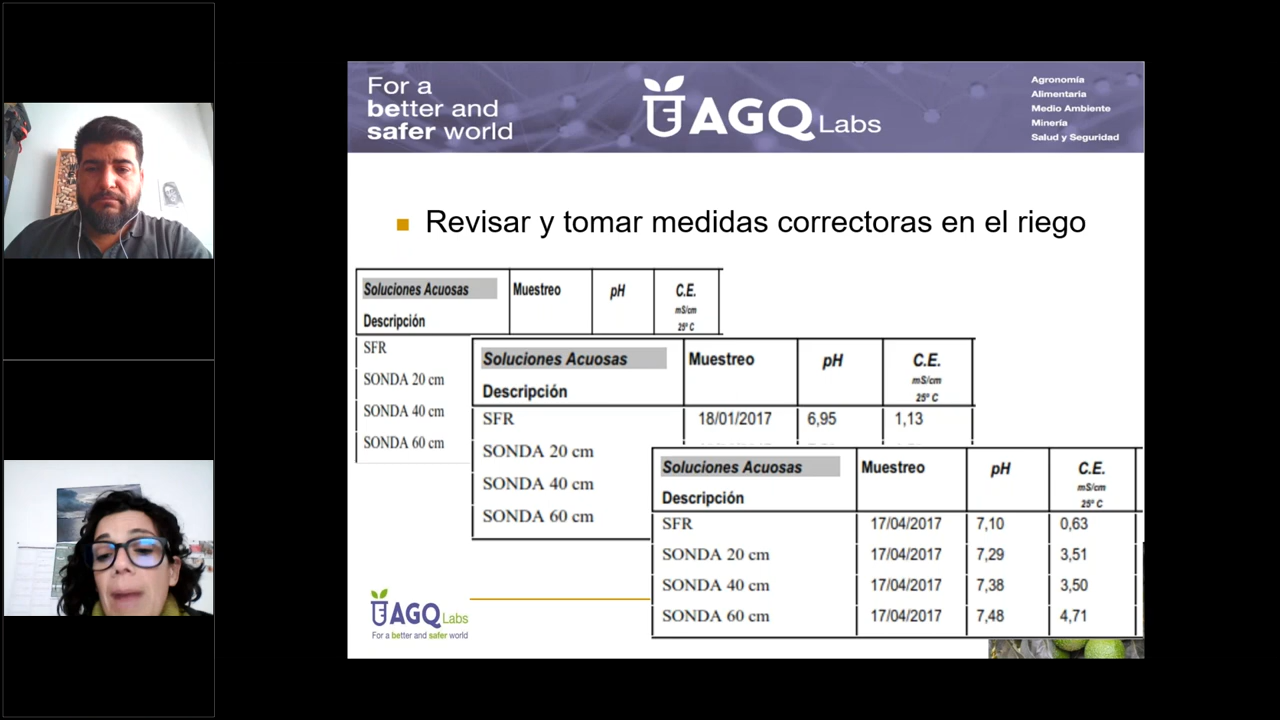 For a
better and
safer world
AGQ Labs
Agronomía
Alimentaria
Medio Ambiente
Minería
Salud y Seguridad
Revisar y tomar medidas correctoras en el riego
Soluciones Acuosas Muestreo pH C.E.
mS/cm
Descripción 25º C
SFR
SONDA 20 cm
SONDA 40 cm
SONDA 60 cm
Soluciones Acuosas Muestreo pH C.E.
mS/cm
Descripción 25º C
SFR 18/01/2017 6,95 1,13
SONDA 20 cm
SONDA 40 cm
SONDA 60 cm
Soluciones Acuosas Muestreo pH C.E.
mS/cm
Descripción 25º C
SFR 17/04/2017 7,10 0,63
SONDA 20 cm 17/04/2017 7,29 3,51
SONDA 40 cm 17/04/2017 7,38 3,50
SONDA 60 cm 17/04/2017 7,48 4,71
AGQ Labs
For a better and safer world